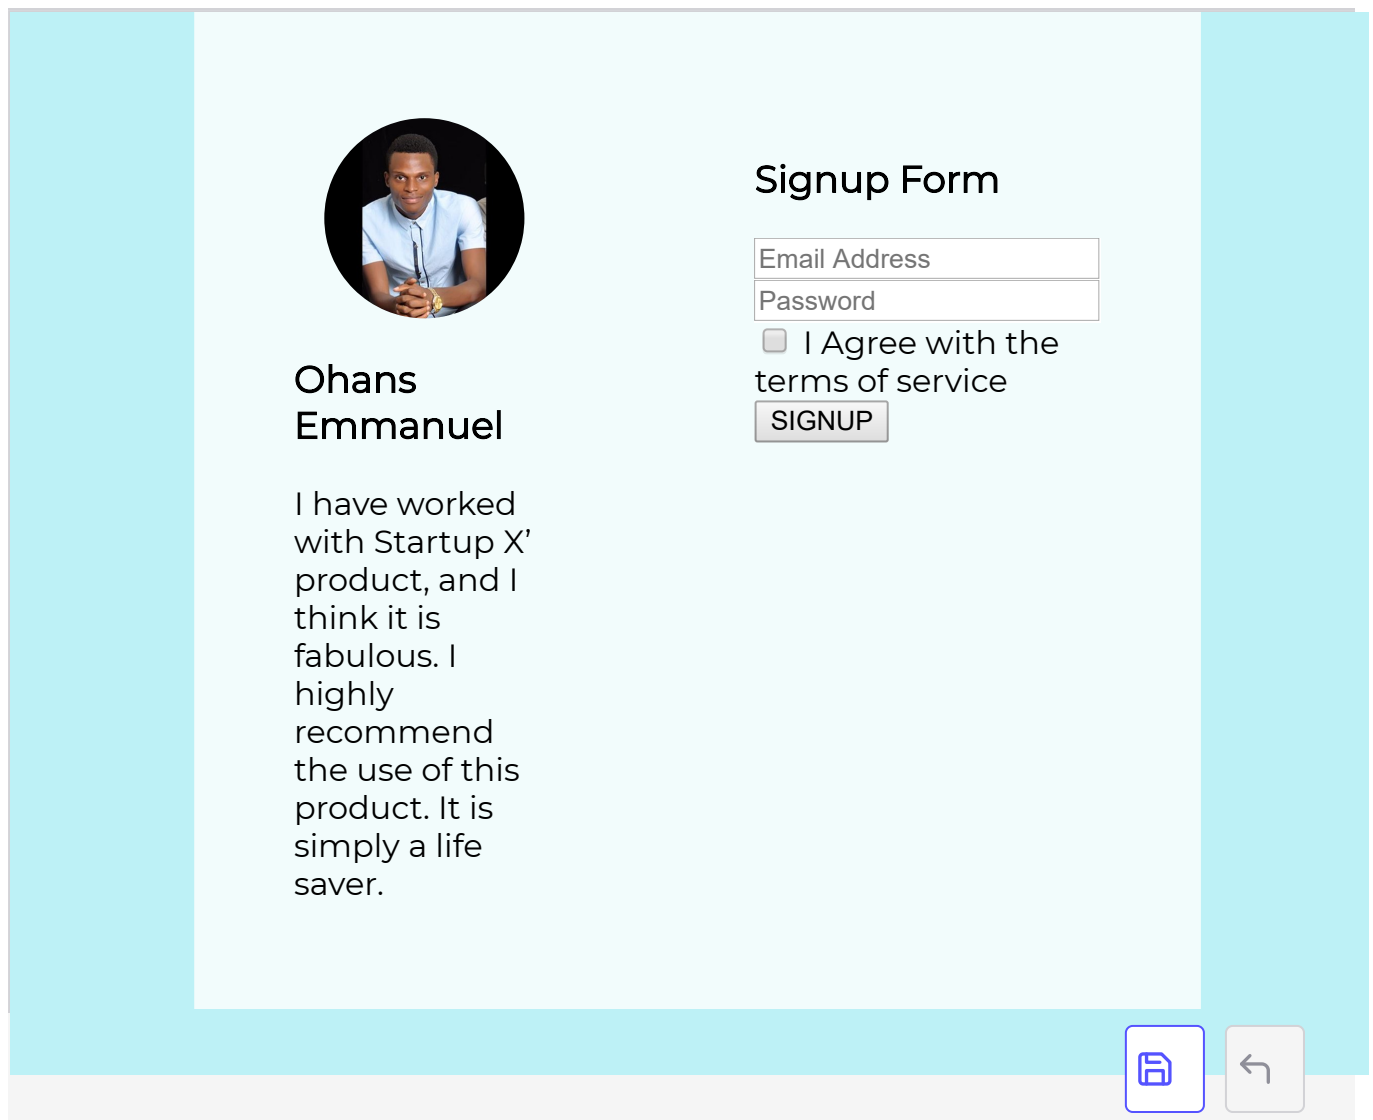 Ohans
Emmanuel
I have worked
with Startup X’
product, and I
think it is
fabulous. I
highly
recommend
the use of this
product. It is
simply a life
saver.
Signup Form
Email Address
Password
I Agree with the
terms of service
SIGNUP